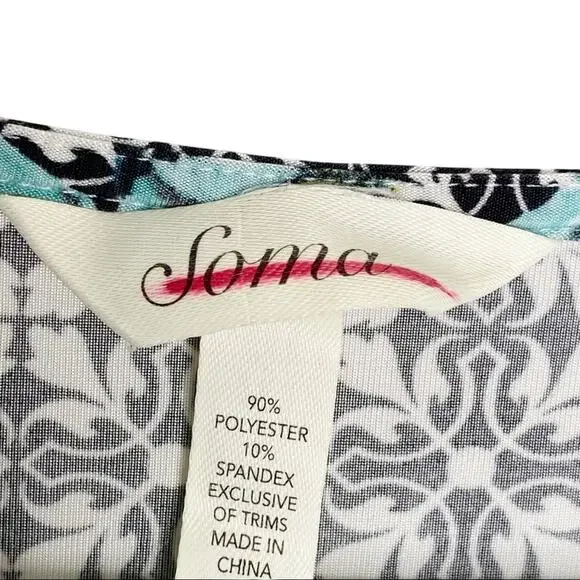 Soma
90%
POLYESTER
10%
SPANDEX
EXCLUSIVE
OF TRIMS
MADE IN
CHINA